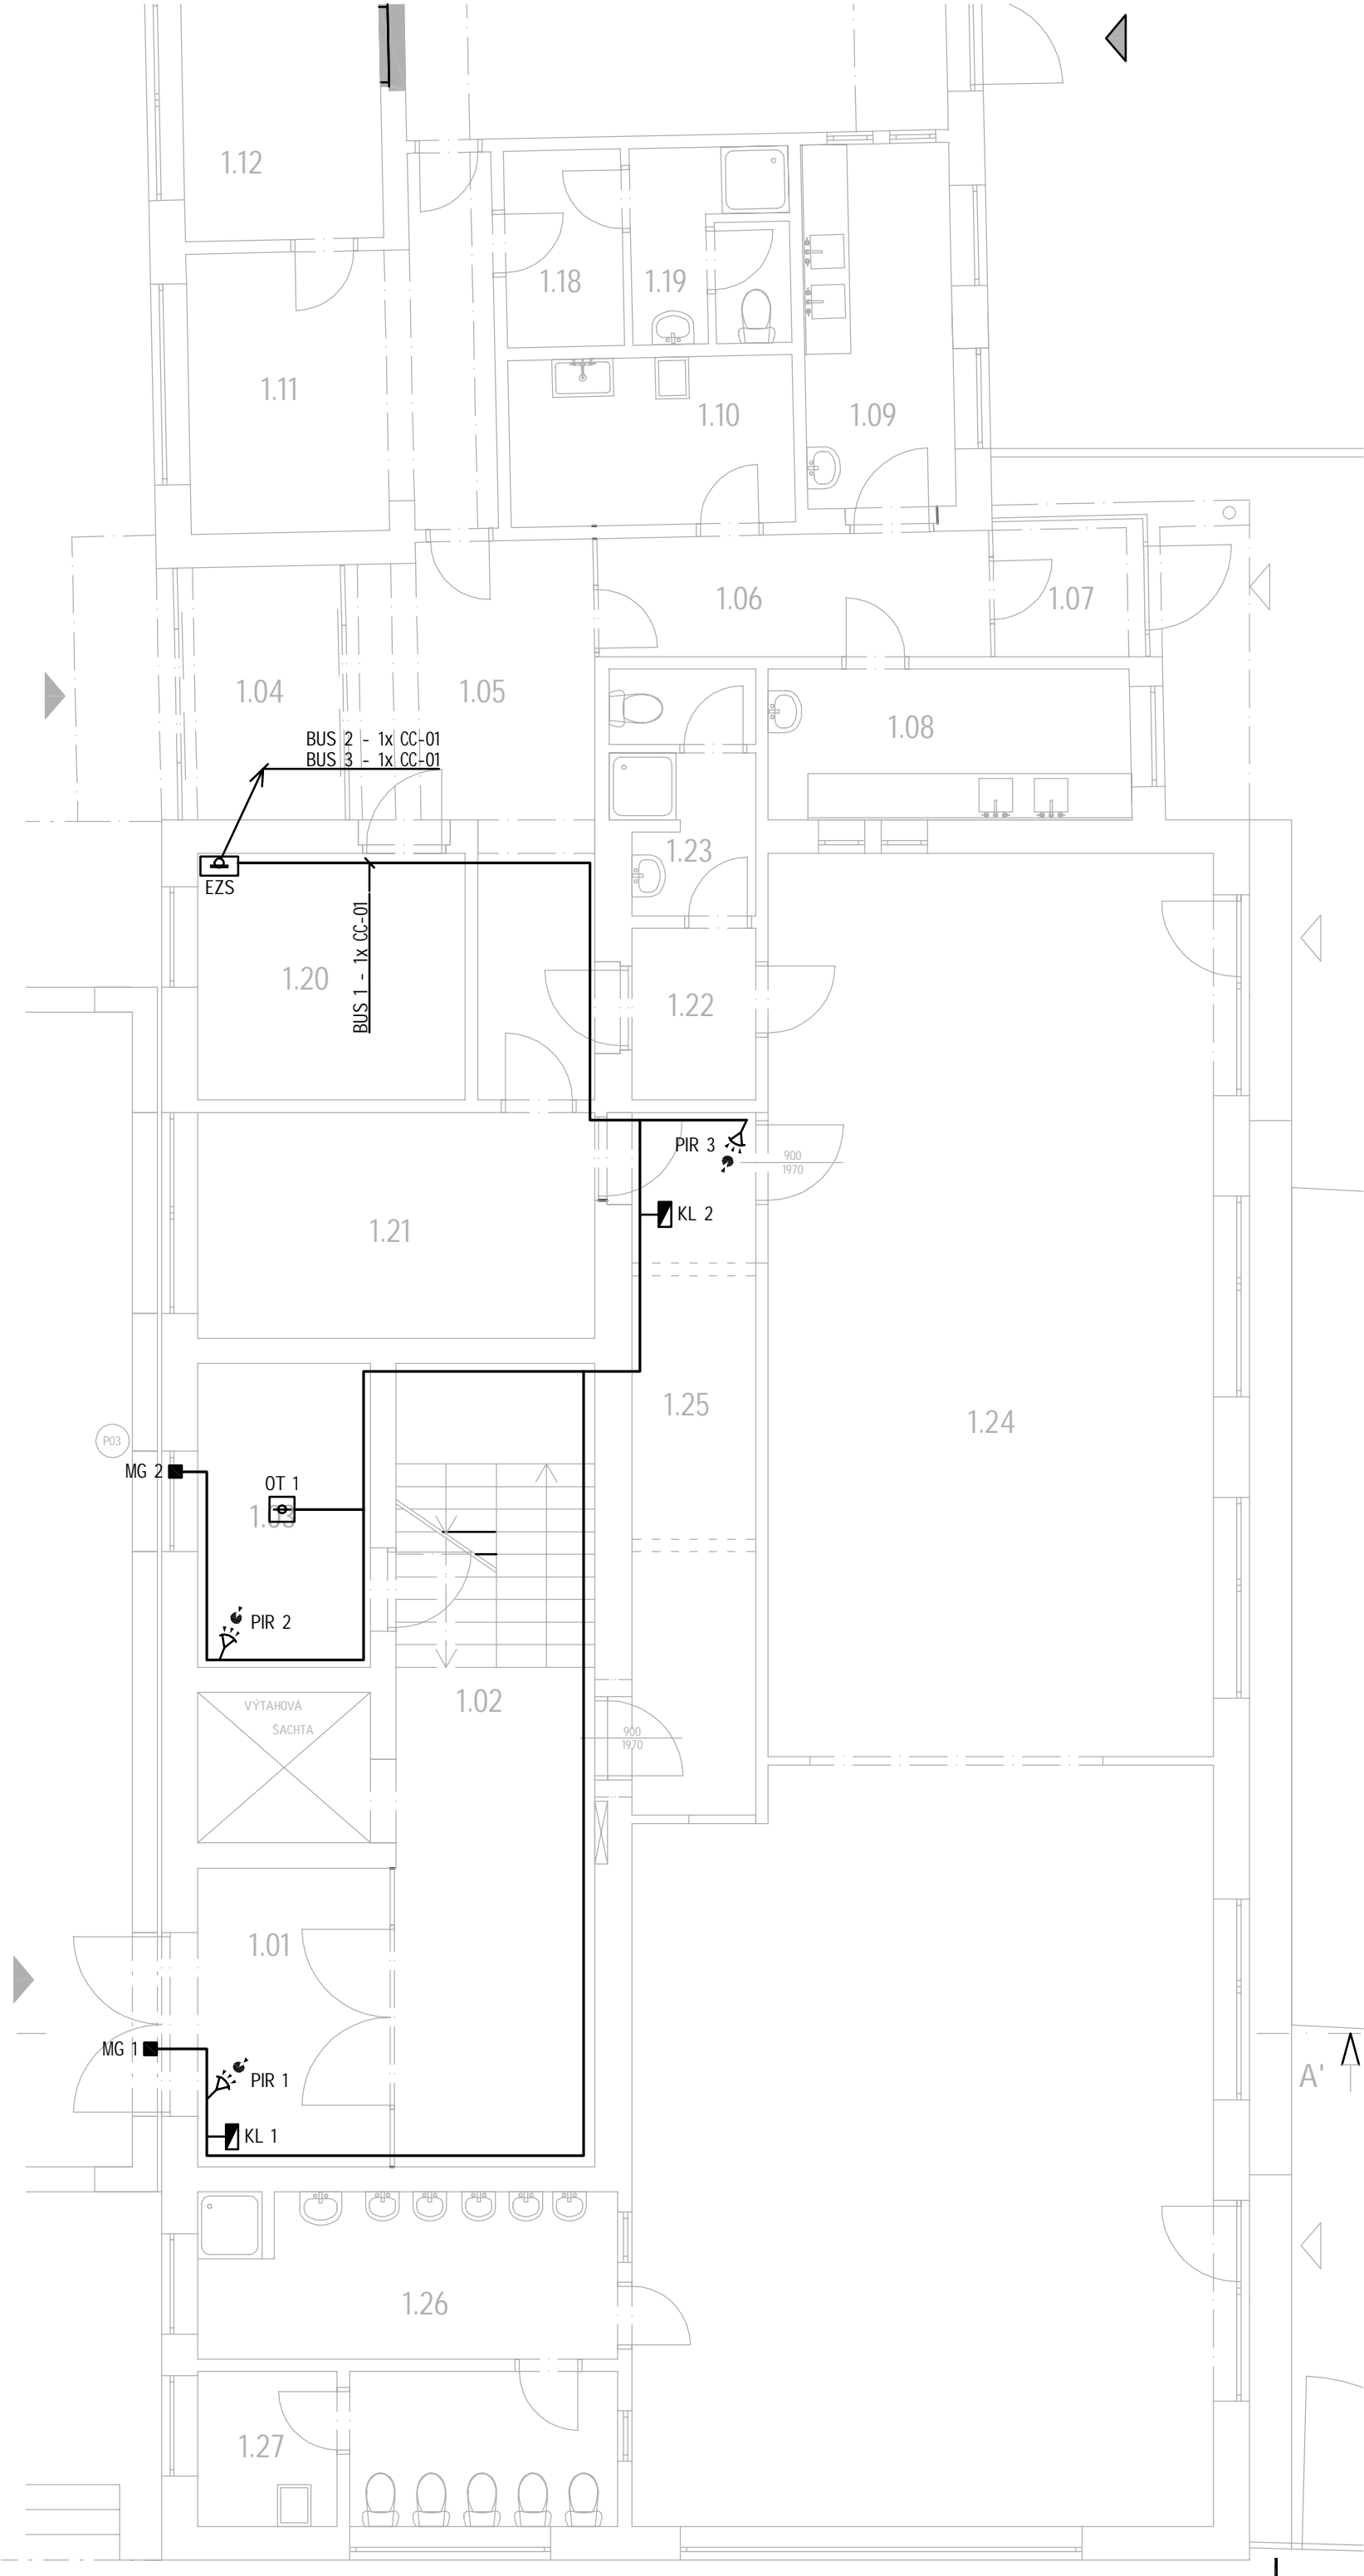 1.12
1.18
1.19
1.11
1.10
1.09
1.06
1.07
1.04
1.05
1.08
BUS 2 - 1x CC-01
BUS 3 - 1x CC-01
1.23
EZS
BUS 1 - 1x CC-01
1.20
1.22
PIR 3
900
1970
KL 2
1.21
1.25
1.24
P03
MG 2
OT 1
1.03
PIR 2
1.02
VÝTAHOVÁ
ŠACHTA
900
1970
1.01
MG 1
PIR 1
A'
KL 1
1.26
1.27